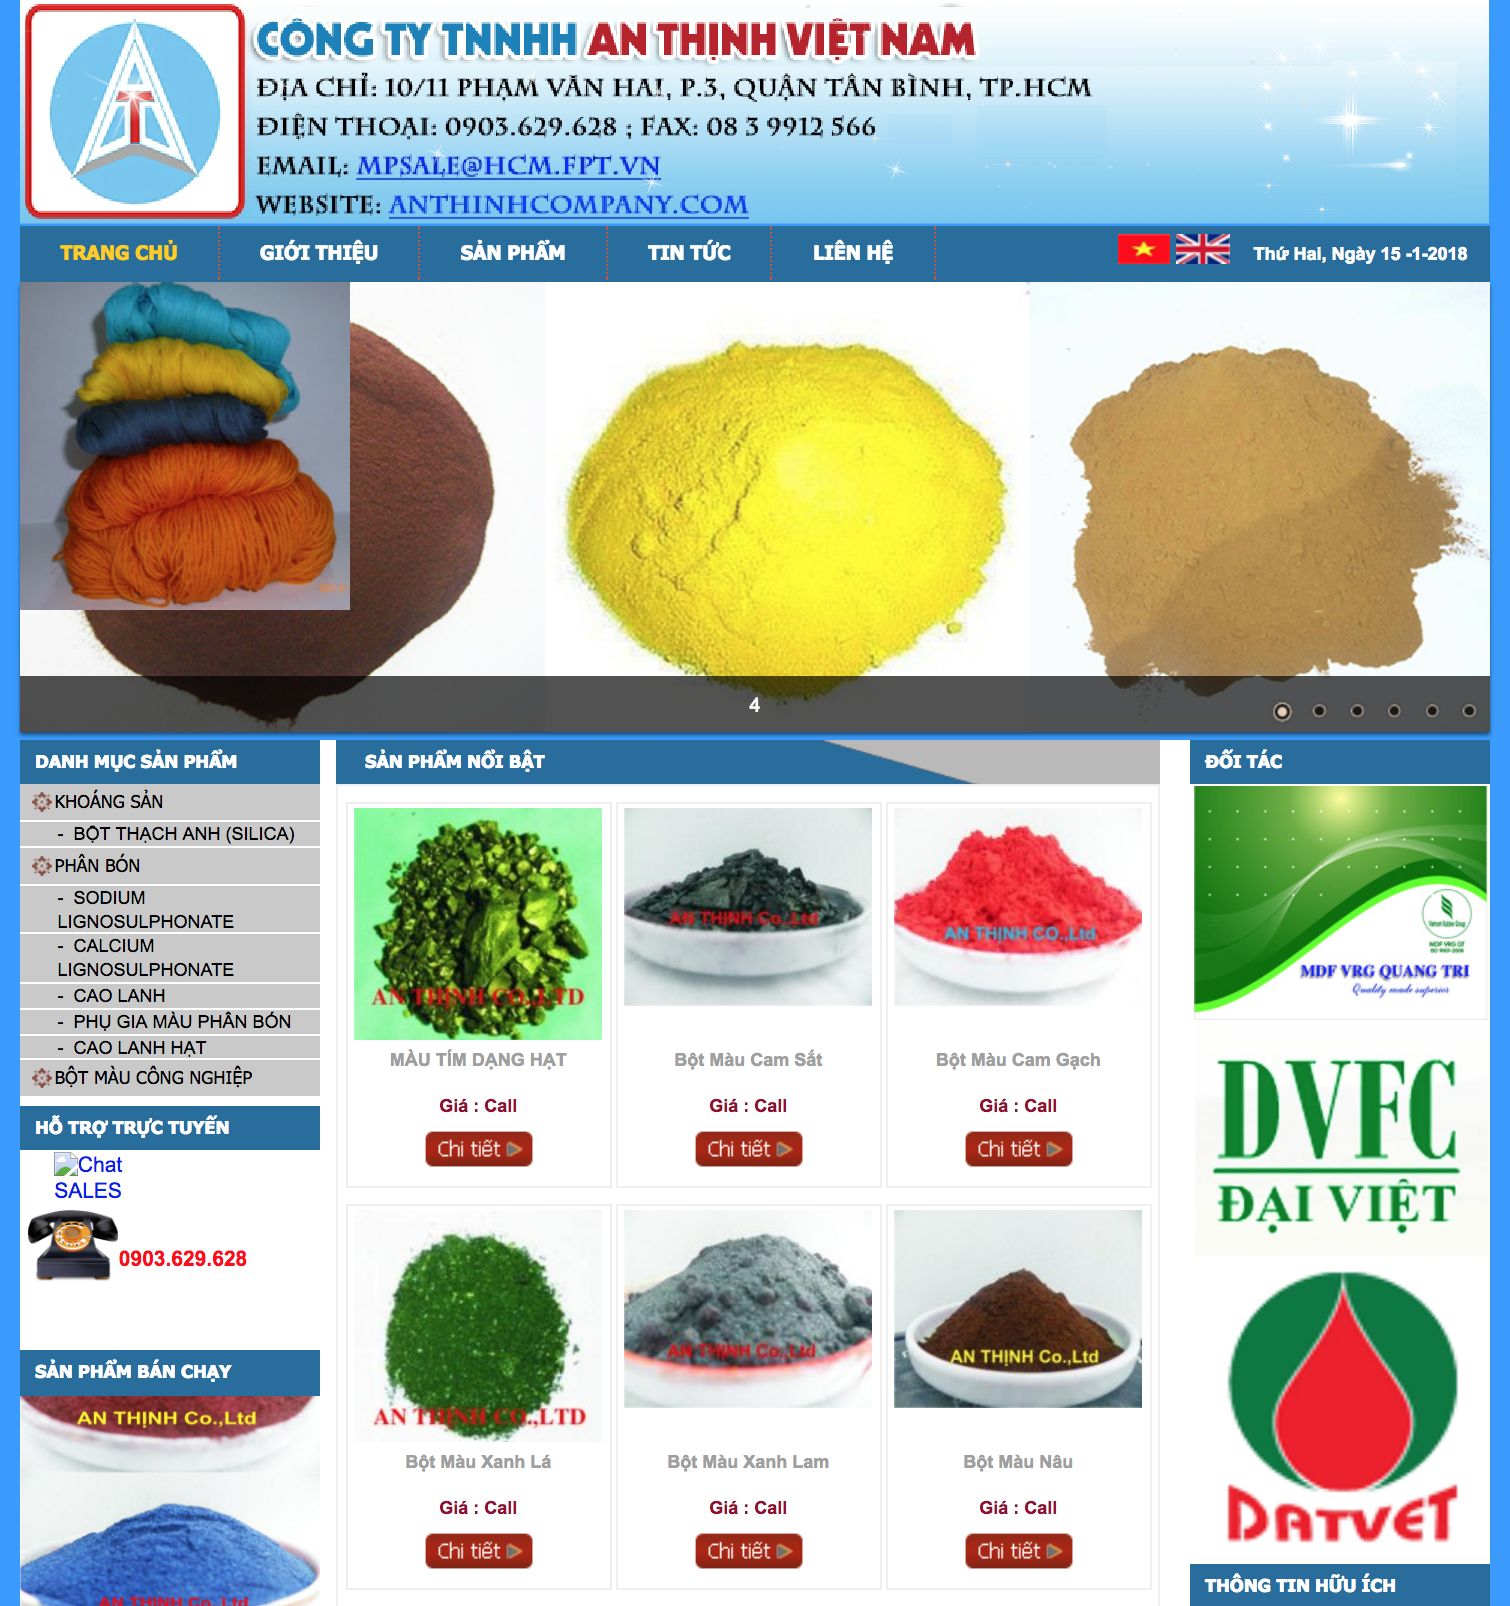 CÔNG TY TNNHH AN THỊNH VIỆT NAM
ĐỊA CHỈ: 10/11 PHẠM VĂN HAI, P.3, QUẬN TÂN BÌNH, TP.HCM
ĐIỆN THOẠI: 0903.629.628 ; FAX: 08 3 9912 566
EMAIL: MPSALE@HCM.FPT.VN
WEBSITE: ANTHINHCOMPANY.COM
TRANG CHỦ GIỚI THIỆU SẢN PHẨM TIN TỨC LIÊN HỆ Thứ Hai, Ngày 15 -1-2018
4
DANH MỤC SẢN PHẨM
KHOÁNG SẢN
- BỘT THẠCH ANH (SILICA)
PHÂN BÓN
- SODIUM
LIGNOSULPHONATE
- CALCIUM
LIGNOSULPHONATE
- CAO LANH
- PHỤ GIA MÀU PHÂN BÓN
- CAO LANH HẠT
BỘT MÀU CÔNG NGHIỆP
HỖ TRỢ TRỰC TUYẾN
Chat
SALES
0903.629.628
SẢN PHẨM BÁN CHẠY
AN THỊNH Co.,Ltd
AN THỊNH Co.,Ltd
SẢN PHẨM NỔI BẬT
AN THỊNH CO.,LTD
AN THỊNH Co.,Ltd
AN THỊNH CO.,Ltd
MÀU TÍM DẠNG HẠT Bột Màu Cam Sắt Bột Màu Cam Gạch
Giá : Call Giá : Call Giá : Call
Chi tiết Chi tiết Chi tiết
AN THỊNH CO.,LTD
AN THỊNH Co.,Ltd
AN THỊNH Co.,Ltd
Bột Màu Xanh Lá Bột Màu Xanh Lam Bột Màu Nâu
Giá : Call Giá : Call Giá : Call
Chi tiết Chi tiết Chi tiết
ĐỐI TÁC
MDF VRG QT
MDF VRG QUANG TRI
Quality made superior
DVFC
ĐẠI VIỆT
DATVET
THÔNG TIN HỮU ÍCH